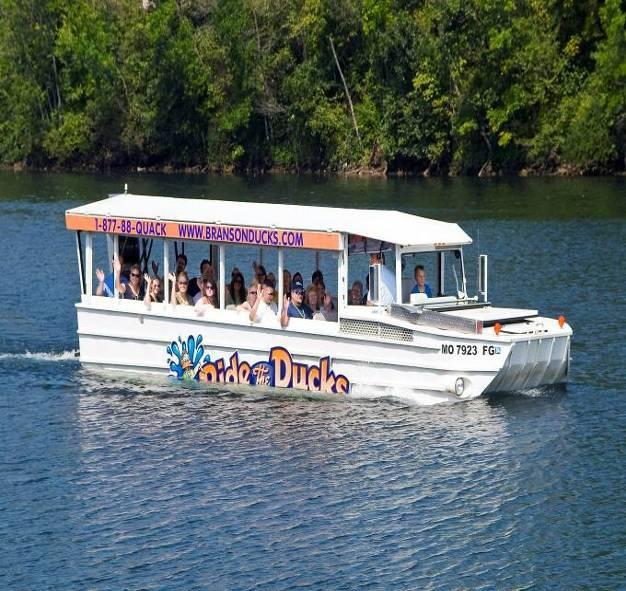 1-877-88-QUACK WWW.BRANSONDUCKS.COM
MO 7923 FG
Ride the Ducks